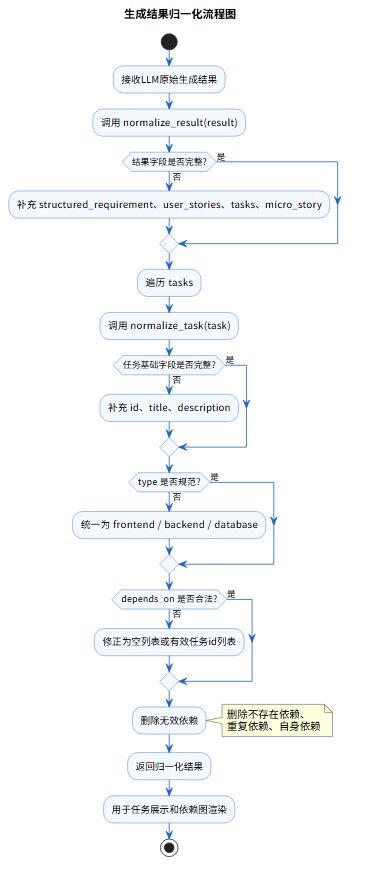 生成结果归一化流程图
接收LLM原始生成结果
调用 normalize_result(result)
结果字段是否完整?
是
否
补充 structured_requirement、user_stories、tasks、micro_story
遍历 tasks
调用 normalize_task(task)
任务基础字段是否完整?
是
否
补充 id、title、description
type 是否规范?
是
否
统一为 frontend / backend / database
depends_on 是否合法?
是
否
修正为空列表或有效任务id列表
删除无效依赖
删除不存在依赖、
重复依赖、自身依赖
返回归一化结果
用于任务展示和依赖图渲染